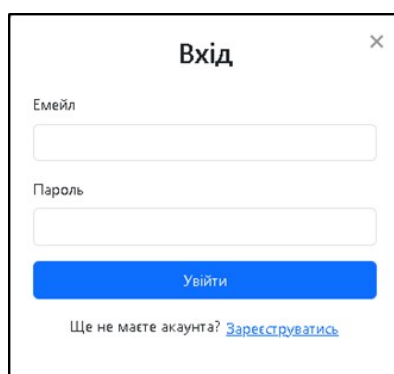 Вхід
Емейл
Пароль
Увійти
Ще не маєте акаунта? Зареєструватись